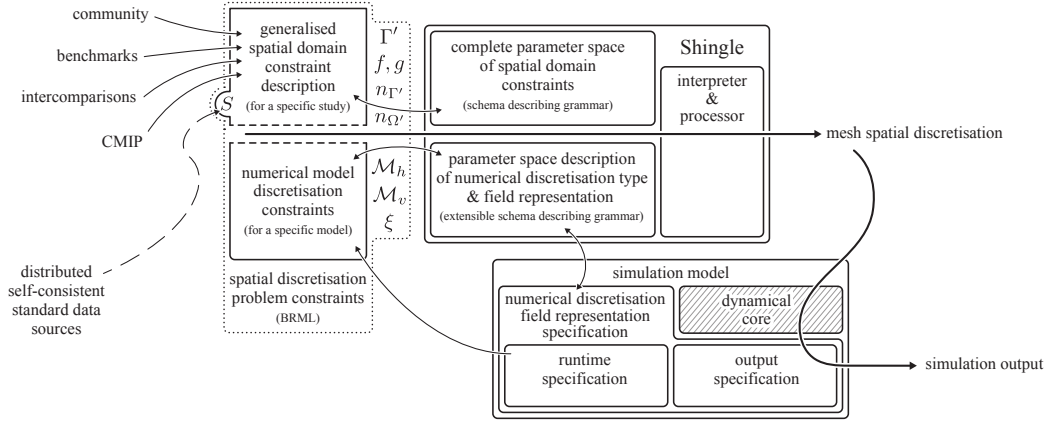 community
benchmarks
intercomparisons
CMIP
distributed
self-consistent
standard data
sources
S
generalised
spatial domain
constraint
description
(for a specific study)
numerical model
discretisation
constraints
(for a specific model)
spatial discretisation
problem constraints
(BRML)
Γ′
f, g
n_Γ′
n_Ω′
ℳ_h
ℳ_v
ξ
Shingle
complete parameter space
of spatial domain
constraints
(schema describing grammar)
parameter space description
of numerical discretisation type
& field representation
(extensible schema describing grammar)
interpreter
&
processor
mesh spatial discretisation
simulation model
numerical discretisation
field representation
specification
dynamical
core
runtime
specification
output
specification
simulation output